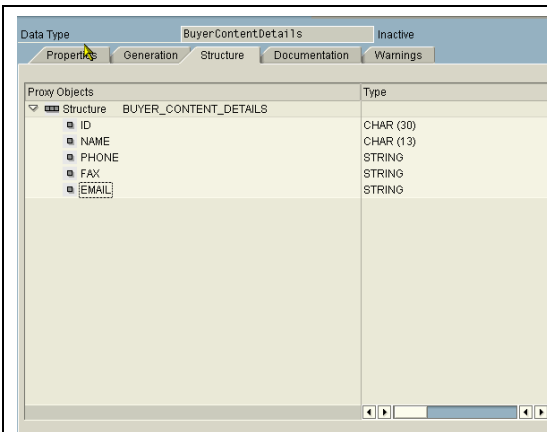 Data Type BuyerContentDetails Inactive
Properties Generation Structure Documentation Warnings
Proxy Objects Type
Structure BUYER_CONTENT_DETAILS
ID CHAR (30)
NAME CHAR (13)
PHONE STRING
FAX STRING
EMAIL STRING